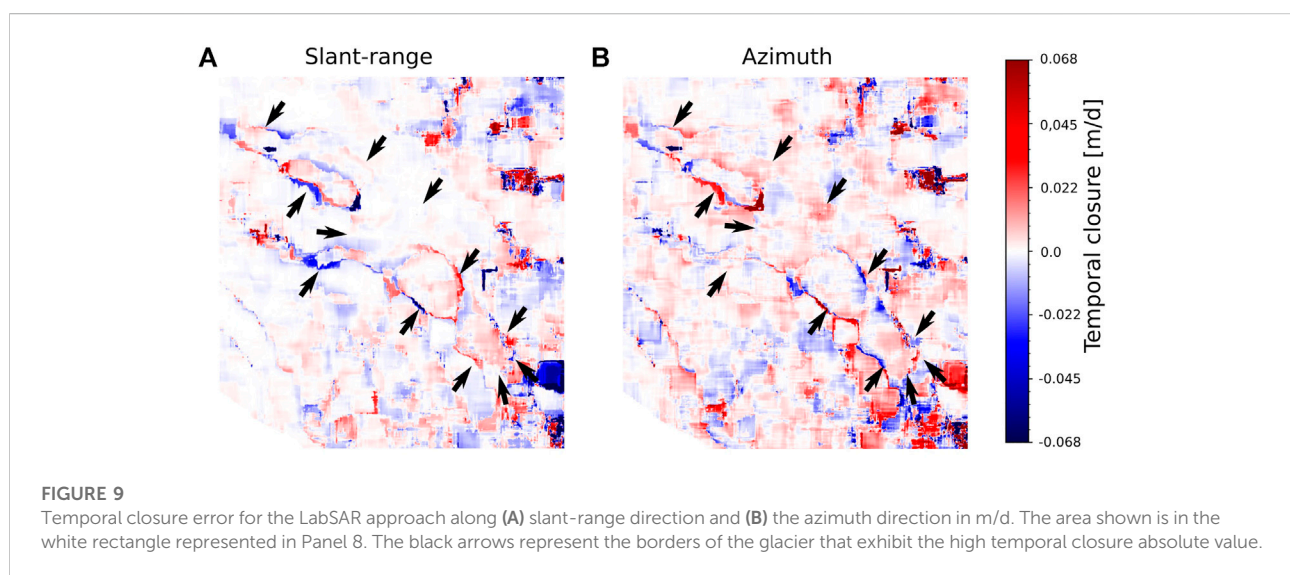 A Slant-range
B Azimuth
0.068
0,045
0.022
0.0
-0.022
-0.045
-0.068
Temporal closure [m/d]
FIGURE 9
Temporal closure error for the LabSAR approach along (A) slant-range direction and (B) the azimuth direction in m/d. The area shown is in the
white rectangle represented in Panel 8. The black arrows represent the borders of the glacier that exhibit the high temporal closure absolute value.